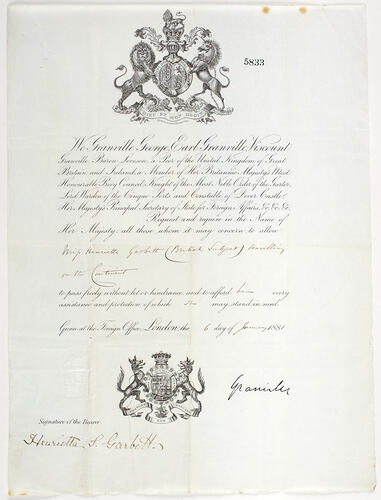 5833
DIEU ET MON DROIT
We Granville George, Earl Granville, Viscount
Granville, Baron Leveson, a Peer of the United Kingdom of Great
Britain and Ireland, a Member of Her Britannic Majesty's Most
Honourable Privy Council, Knight of the Most Noble Order of the Garter,
Lord Warden of the Cinque Ports and Constable of Dover Castle,
Her Majesty's Principal Secretary of State for Foreign Affairs, &c. &c. &c.
Request and require in the Name of
Her Majesty, all those whom it may concern to allow
Miss Henrietta Garbett (British Subject) travelling
on the Continent
to pass freely without let or hindrance, and to afford her every
assistance and protection of which she may stand in need.
Given at the Foreign Office, London, the 6 day of January 1881
Granville
Signature of the Bearer
Henrietta S. Garbett.